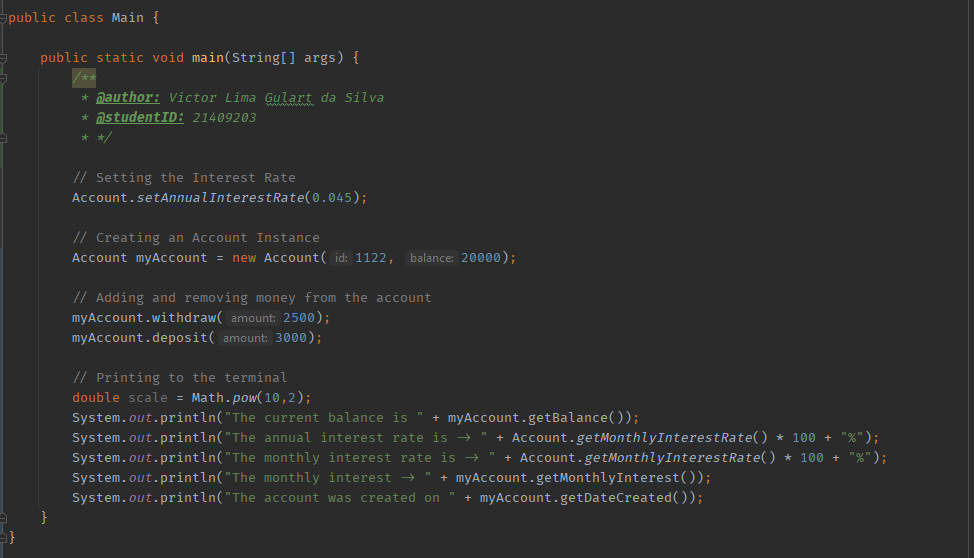 public class Main {
public static void main(String[] args) {
/**
* @author: Victor Lima Gulart da Silva
* @studentID: 21409203
* */
// Setting the Interest Rate
Account.setAnnualInterestRate(0.045);
// Creating an Account Instance
Account myAccount = new Account( id: 1122, balance: 20000);
// Adding and removing money from the account
myAccount.withdraw( amount: 2500);
myAccount.deposit( amount: 3000);
// Printing to the terminal
double scale = Math.pow(10,2);
System.out.println("The current balance is " + myAccount.getBalance());
System.out.println("The annual interest rate is → " + Account.getMonthlyInterestRate() * 100 + "%");
System.out.println("The monthly interest rate is → " + Account.getMonthlyInterestRate() * 100 + "%");
System.out.println("The monthly interest → " + myAccount.getMonthlyInterest());
System.out.println("The account was created on " + myAccount.getDateCreated());
}
}